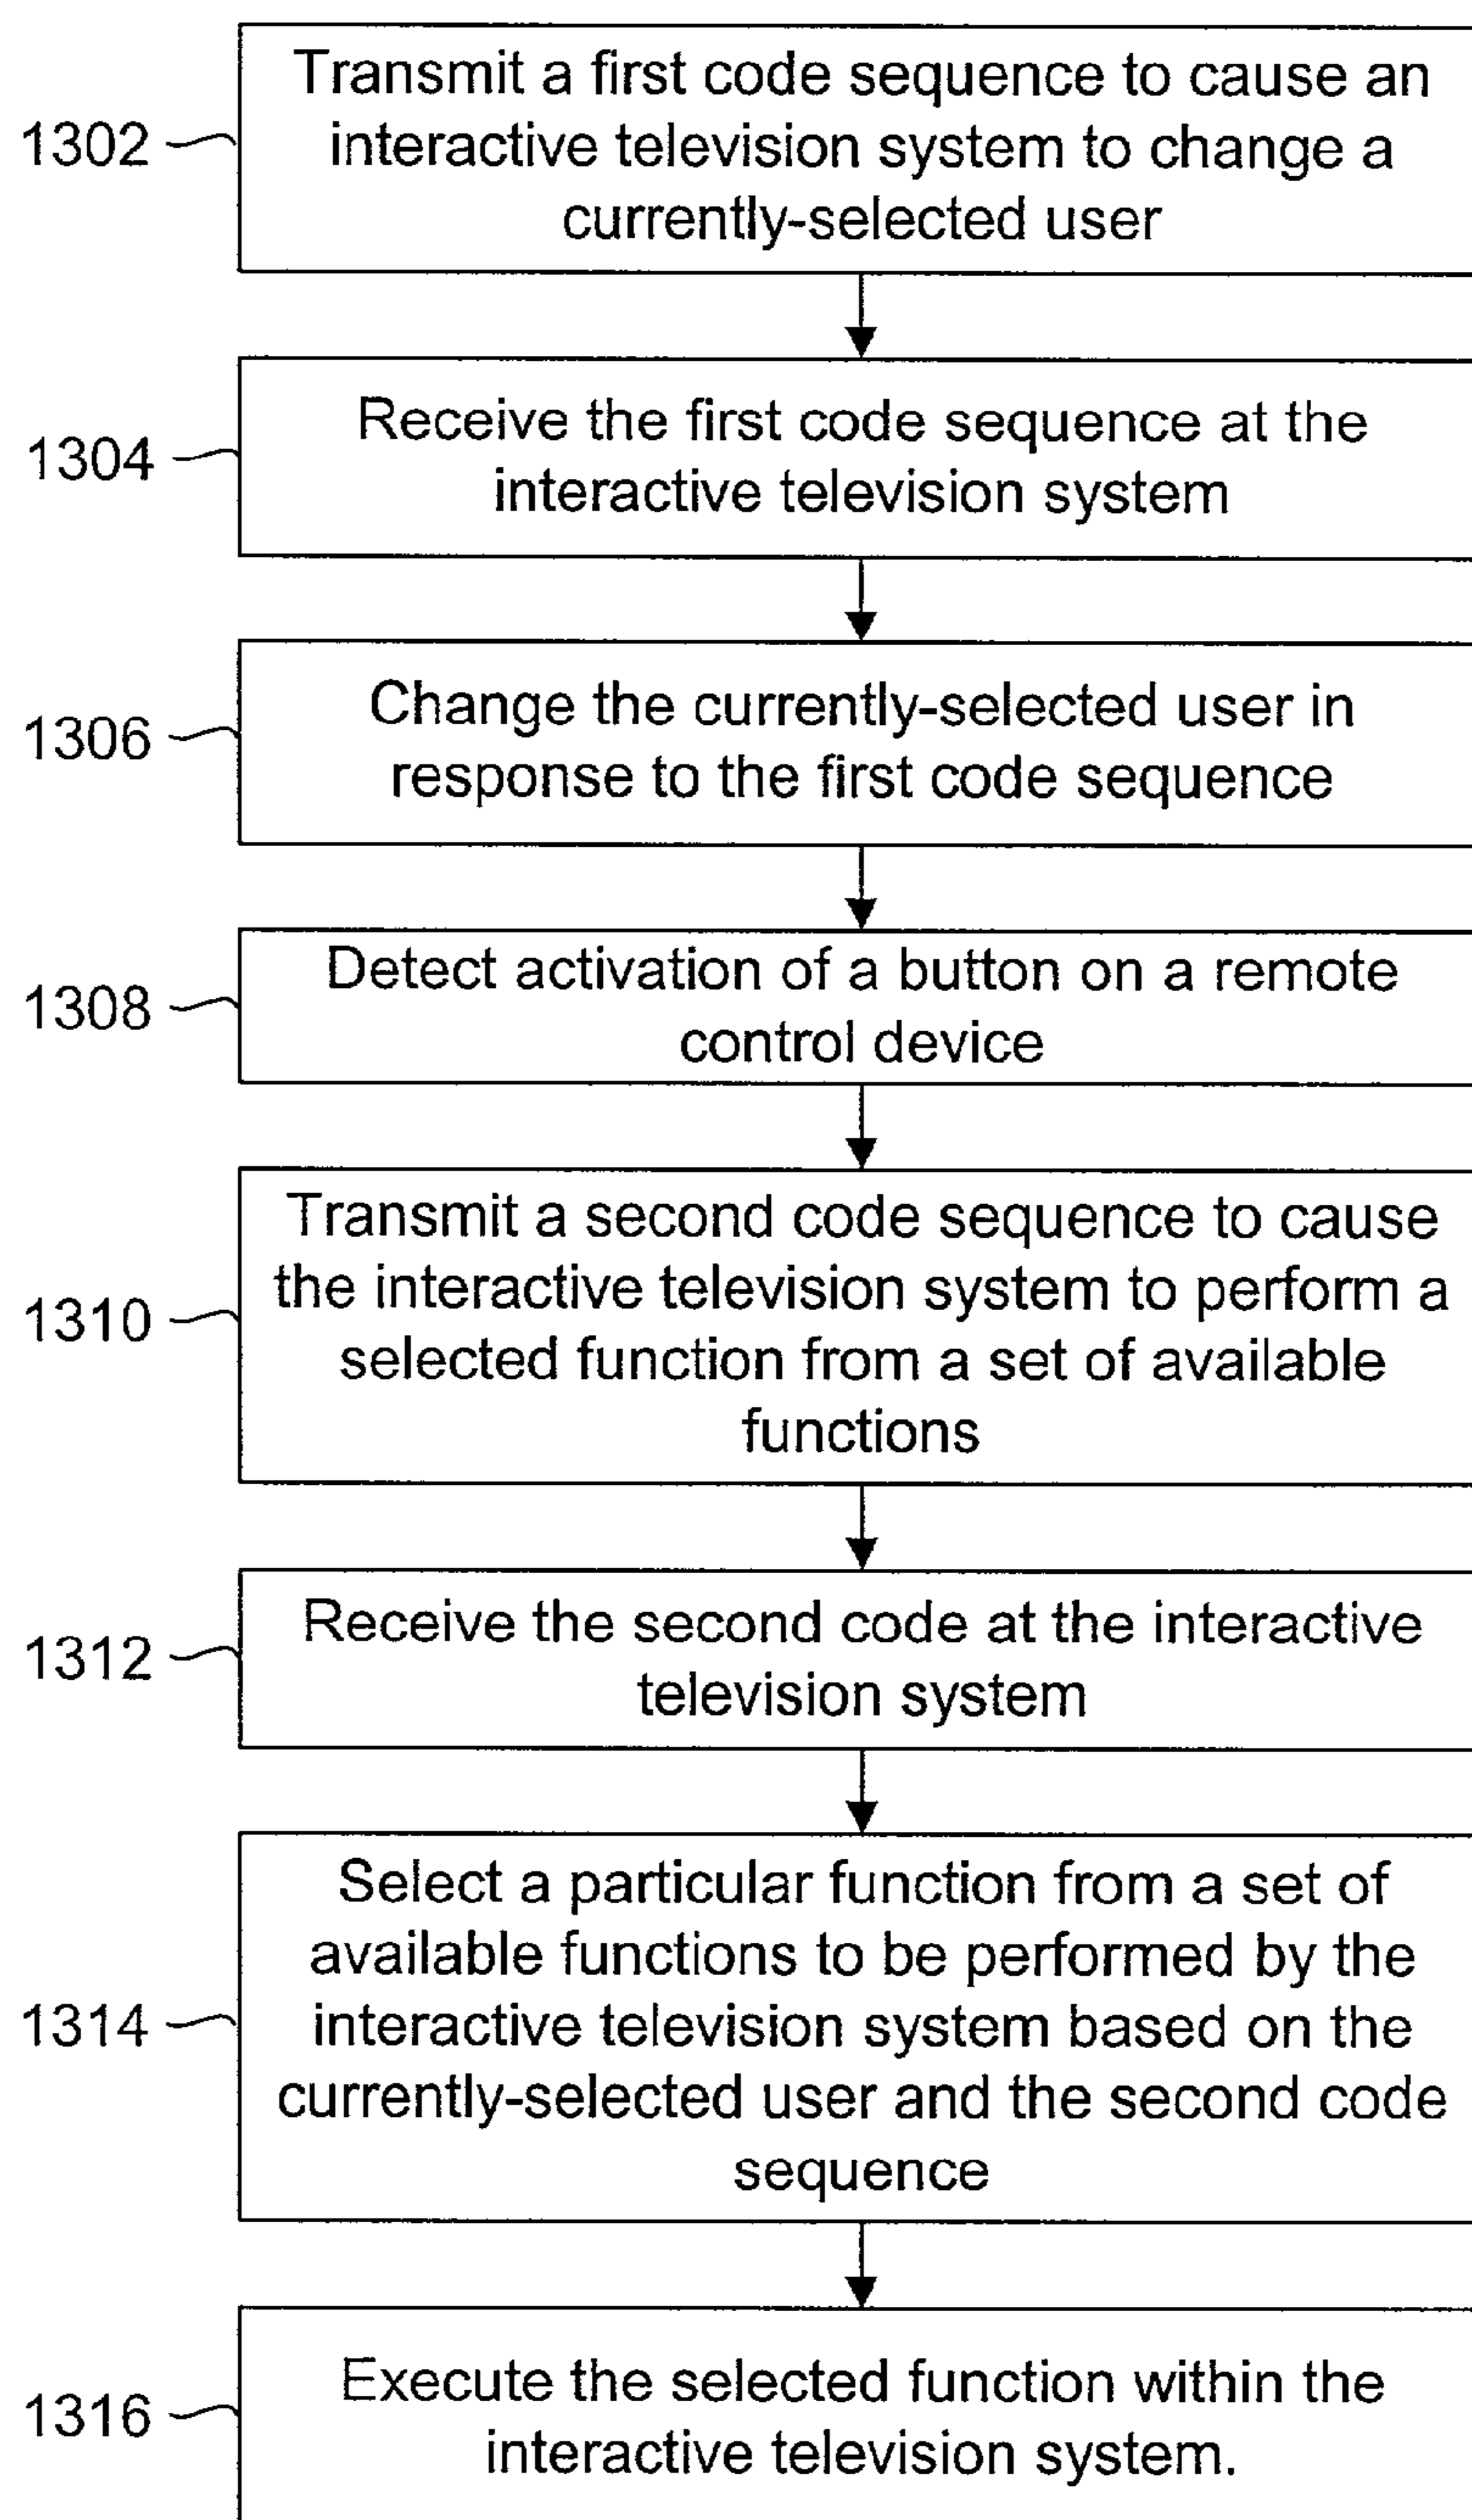 Transmit a first code sequence to cause an
1302
interactive television system to change a
currently-selected user
Receive the first code sequence at the
1304
interactive television system
Change the currently-selected user in
1306
response to the first code sequence
Detect activation of a button on a remote
1308
control device
Transmit a second code sequence to cause
the interactive television system to perform a
1310
selected function from a set of available
functions
Receive the second code at the interactive
1312
television system
Select a particular function from a set of
available functions to be performed by the
1314
interactive television system based on the
currently-selected user and the second code
sequence
Execute the selected function within the
1316
interactive television system.